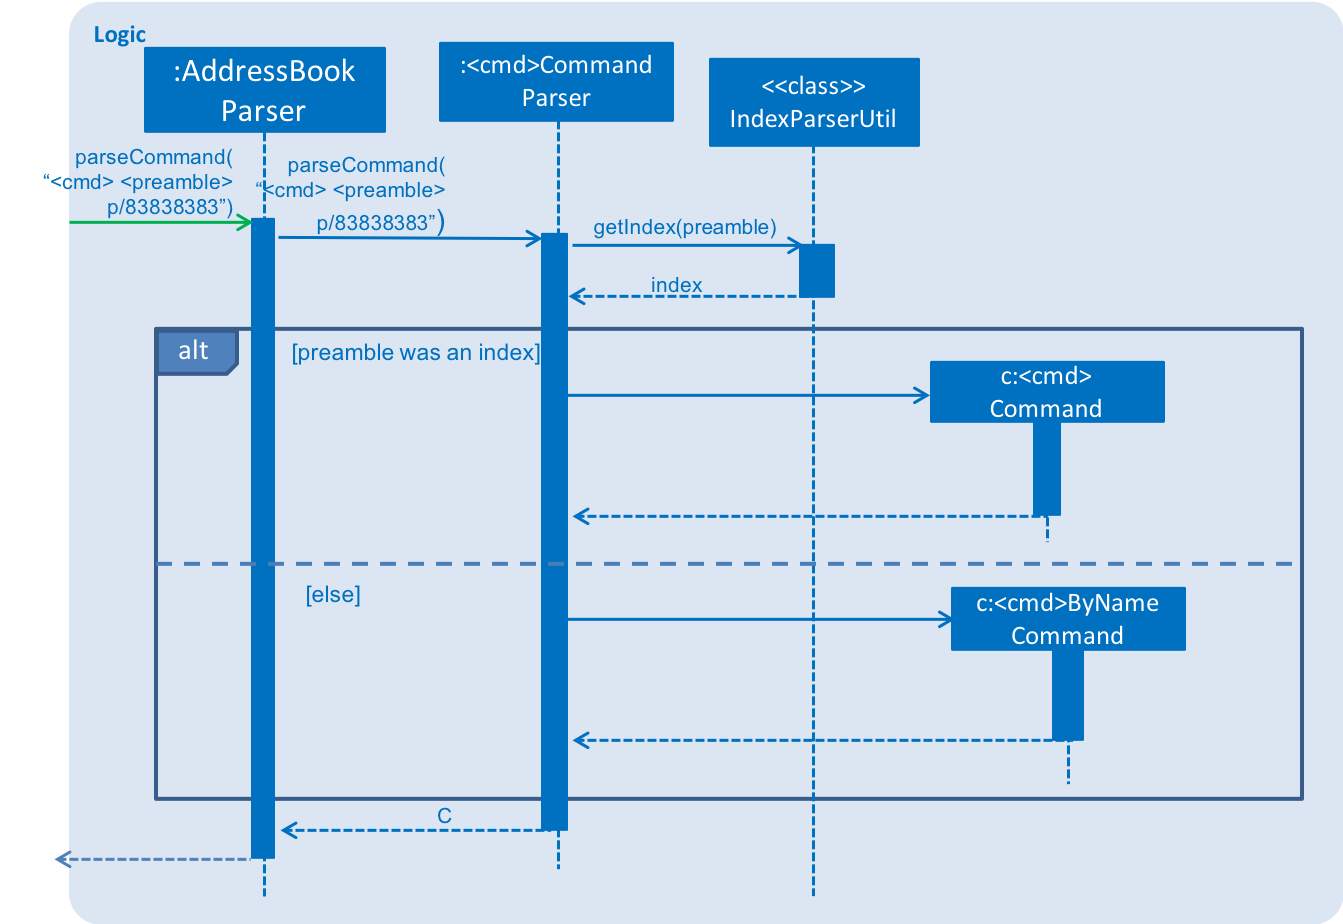 Logic
:AddressBook
Parser
:<cmd>Command
Parser
<<class>>
IndexParserUtil
parseCommand(
“<cmd> <preamble>
p/83838383”)
parseCommand(
“<cmd> <preamble>
p/83838383”)
getIndex(preamble)
index
alt
[preamble was an index]
c:<cmd>
Command
[else]
c:<cmd>ByName
Command
C